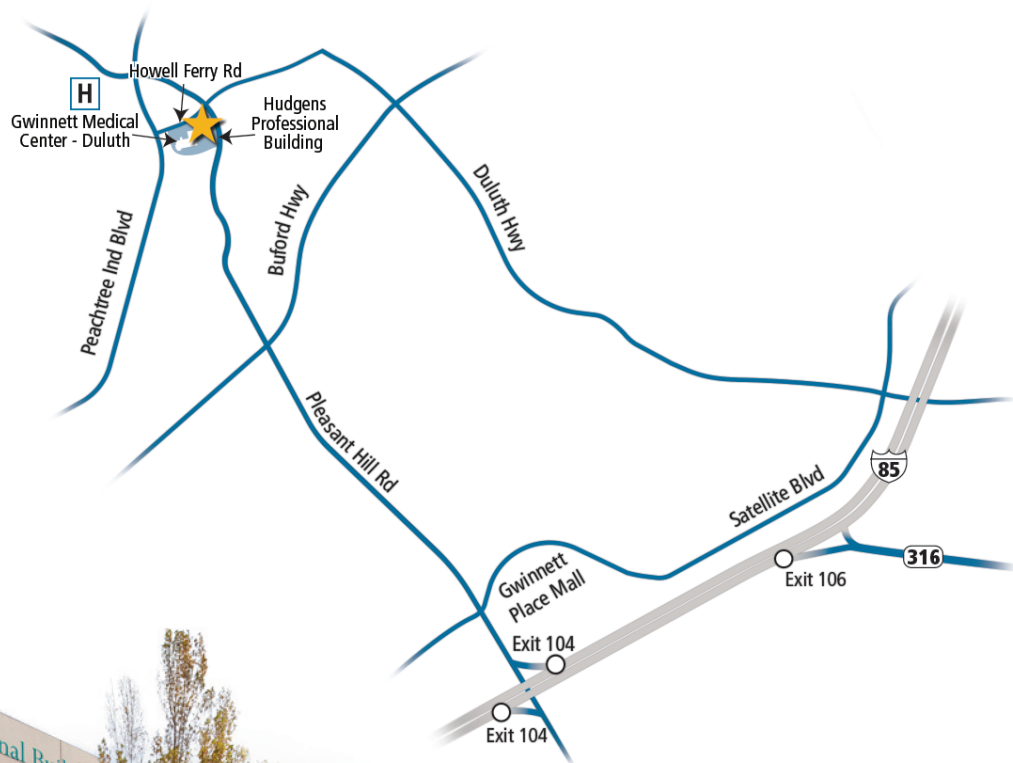 Howell Ferry Rd
H
Gwinnett Medical
Center - Duluth
Hudgens
Professional
Building
Peachtree Ind Blvd
Buford Hwy
Duluth Hwy
Pleasant Hill Rd
Satellite Blvd
85
316
Exit 106
Gwinnett
Place Mall
Exit 104
Exit 104